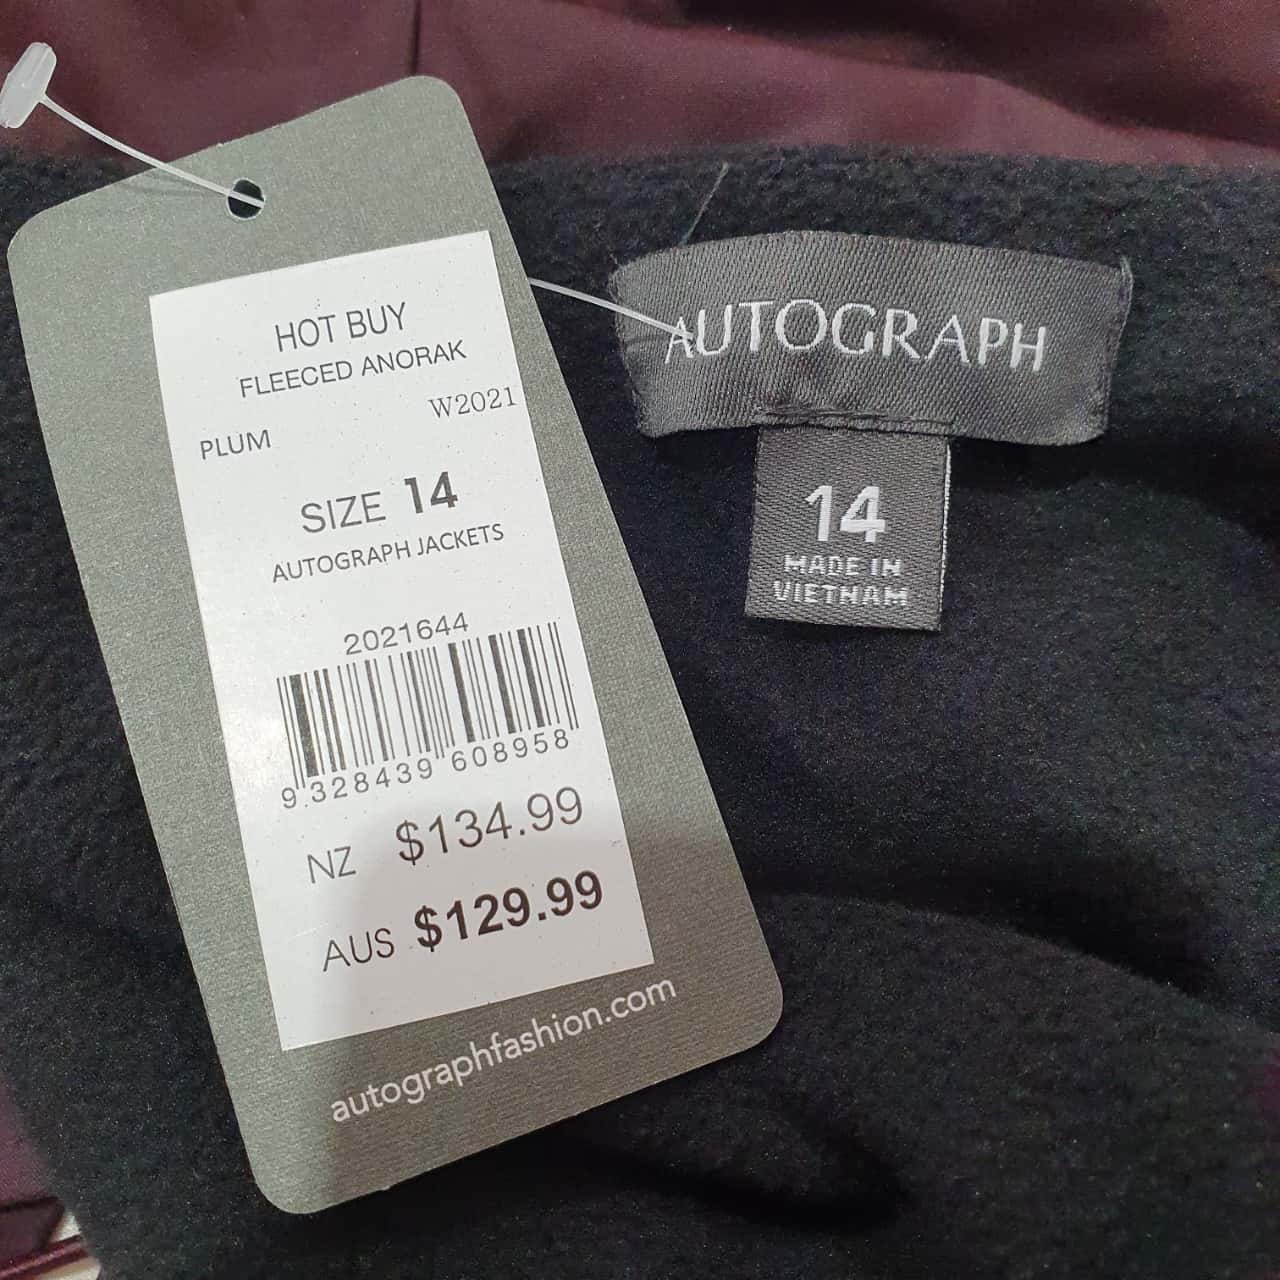 HOT BUY
FLEECED ANORAK
W2021
PLUM
SIZE 14
AUTOGRAPH JACKETS
2021644
9 328439 608958
NZ $134.99
AUS $129.99
autographfashion.com
AUTOGRAPH
14
MADE IN
VIETNAM